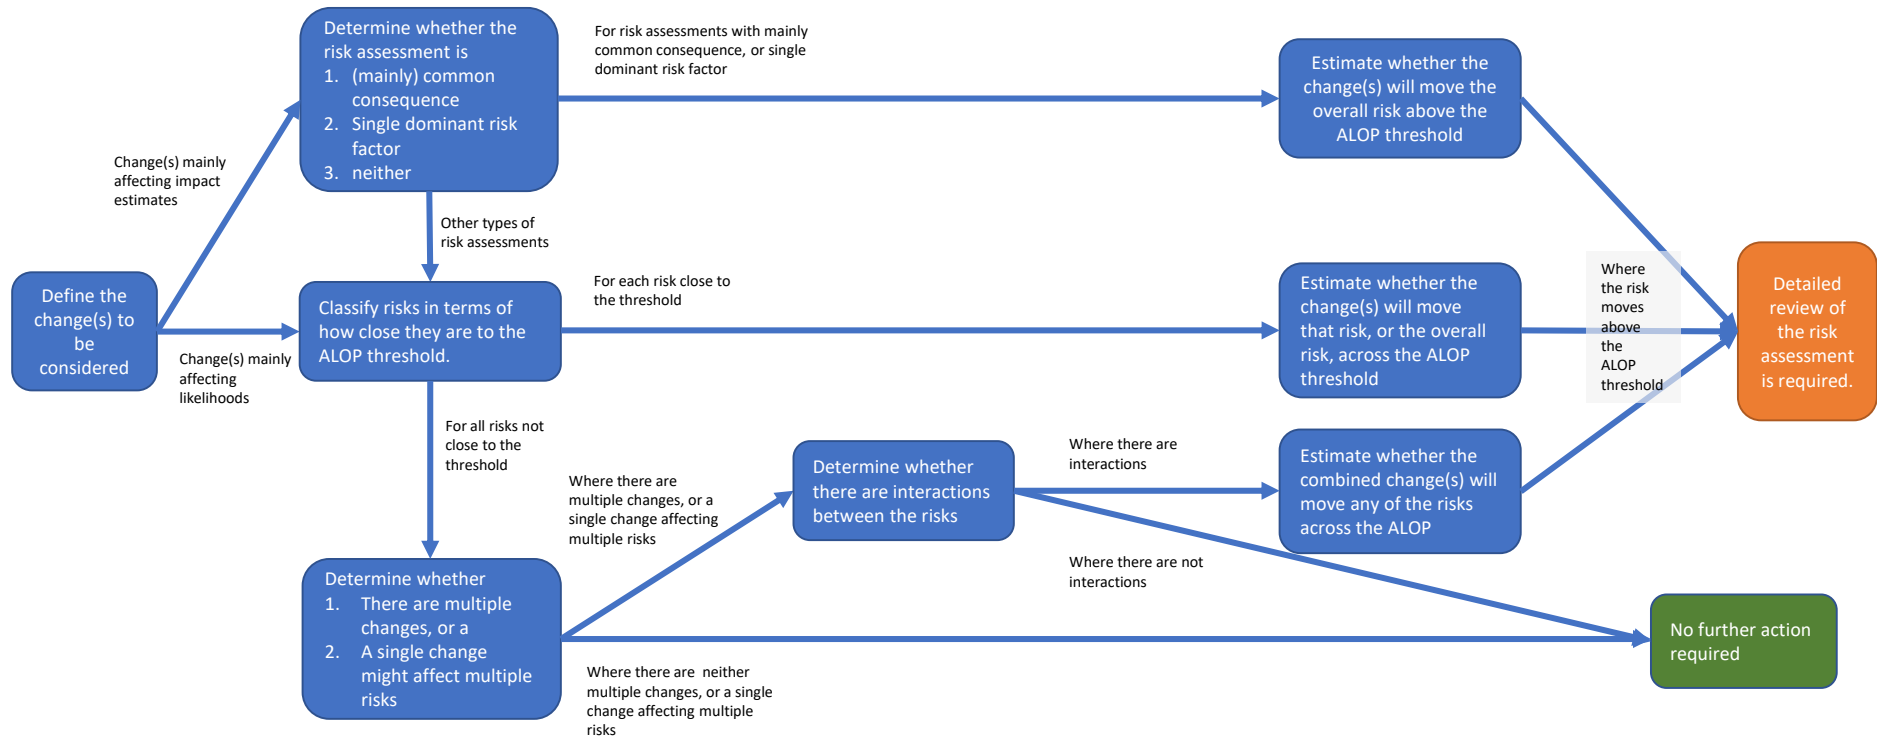 Determine whether the
risk assessment is
1. (mainly) common
consequence
2. Single dominant risk
factor
3. neither
For risk assessments with mainly
common consequence, or single
dominant risk factor
Estimate whether the
change(s) will move the
overall risk above the
ALOP threshold
Change(s) mainly
affecting impact
estimates
Other types of
risk assessments
Define the
change(s) to
be
considered
Change(s) mainly
affecting
likelihoods
Classify risks in terms of
how close they are to the
ALOP threshold.
For each risk close to
the threshold
Estimate whether the
change(s) will move
that risk, or the overall
risk, across the ALOP
threshold
Where
the risk
moves
above
the
ALOP
threshold
Detailed
review of
the risk
assessment
is required.
For all risks not
close to the
threshold
Where there are
multiple changes, or a
single change affecting
multiple risks
Determine whether
there are interactions
between the risks
Where there are
interactions
Estimate whether the
combined change(s) will
move any of the risks
across the ALOP
Where there are not
interactions
Determine whether
1. There are multiple
changes, or a
2. A single change
might affect multiple
risks
Where there are  neither
multiple changes, or a single
change affecting multiple
risks
No further action
required